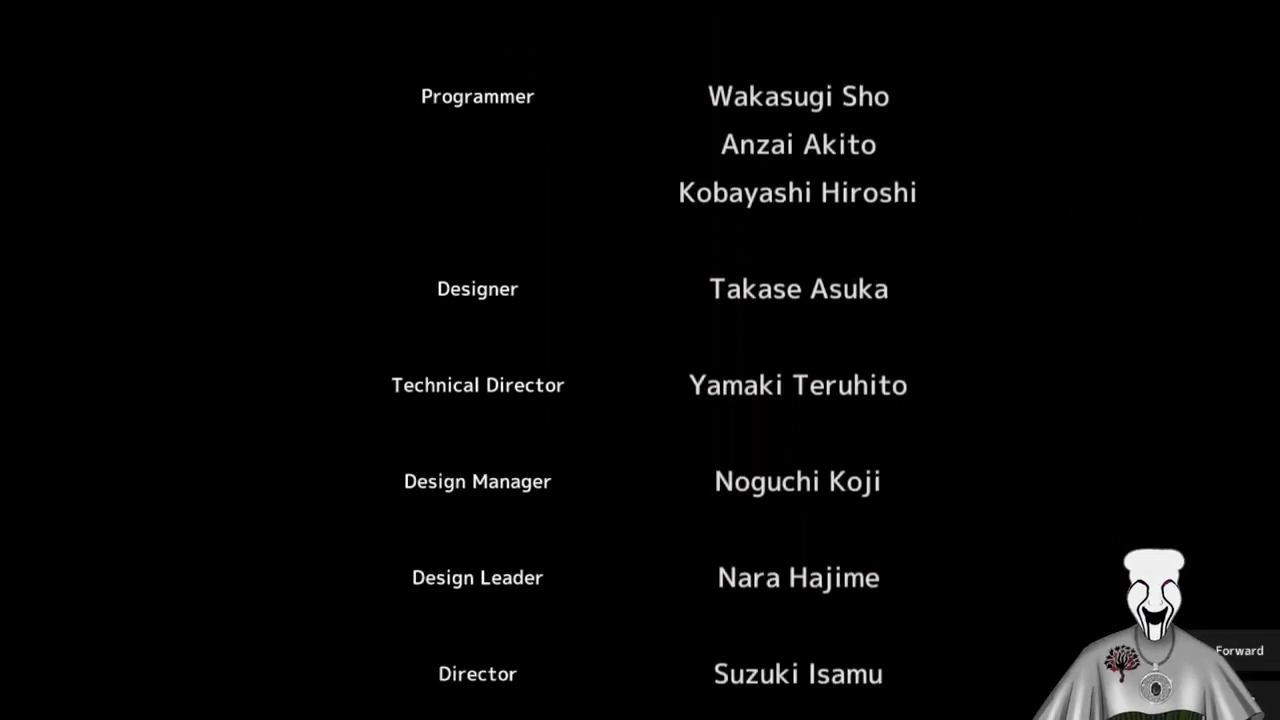 Programmer Wakasugi Sho
Anzai Akito
Kobayashi Hiroshi
Designer Takase Asuka
Technical Director Yamaki Teruhito
Design Manager Noguchi Koji
Design Leader Nara Hajime
Forward
Director Suzuki Isamu